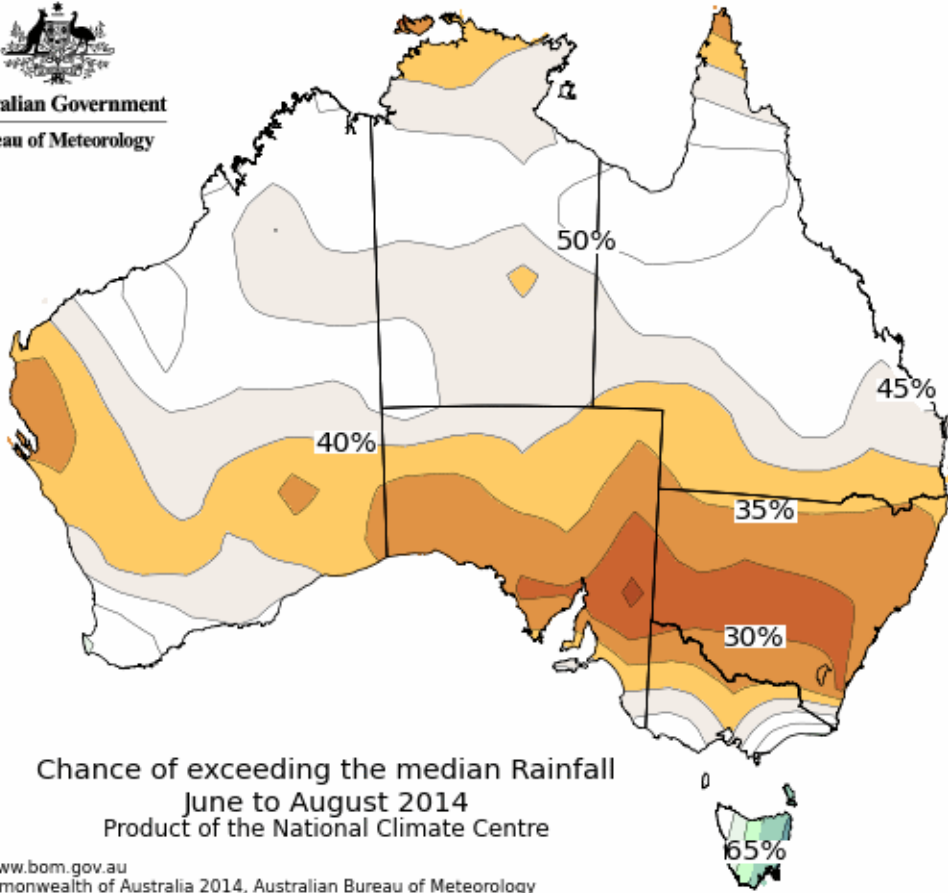 alian Government
eau of Meteorology
50%
45%
40%
35%
30%
65%
Chance of exceeding the median Rainfall
June to August 2014
Product of the National Climate Centre
ww.bom.gov.au
monwealth of Australia 2014, Australian Bureau of Meteorology